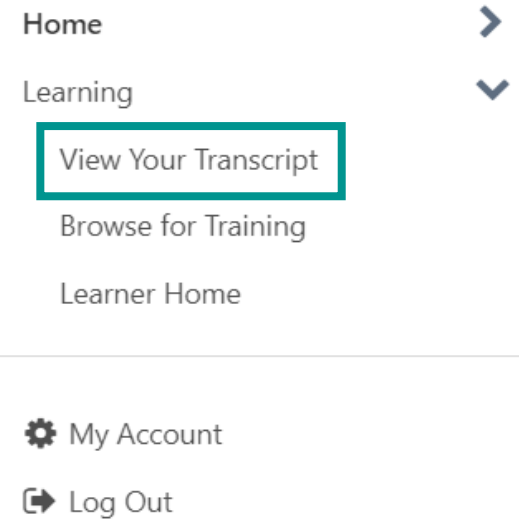 Home
Learning
View Your Transcript
Browse for Training
Learner Home
My Account
Log Out